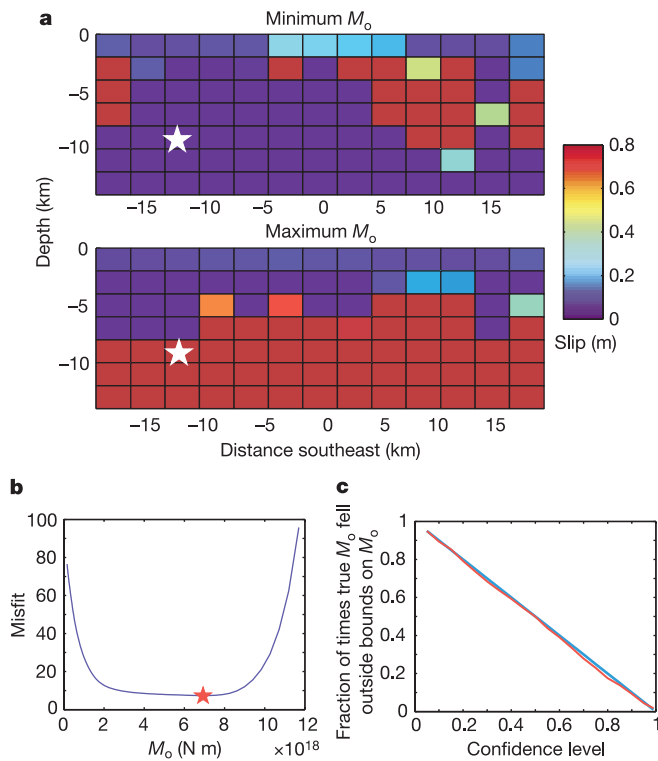 a
Minimum Mo
0
−5
−10
−15 −10 −5 0 5 10 15
Maximum Mo
0
−5
−10
−15 −10 −5 0 5 10 15
Depth (km)
Distance southeast (km)
0.8
0.6
0.4
0.2
0
Slip (m)
b
100
80
60
40
20
0
Misfit
0 2 4 6 8 10 12
Mo (N m) ×10¹⁸
c
Fraction of times true Mo fell
outside bounds on Mo
1
0.8
0.6
0.4
0.2
0
0 0.2 0.4 0.6 0.8 1
Confidence level